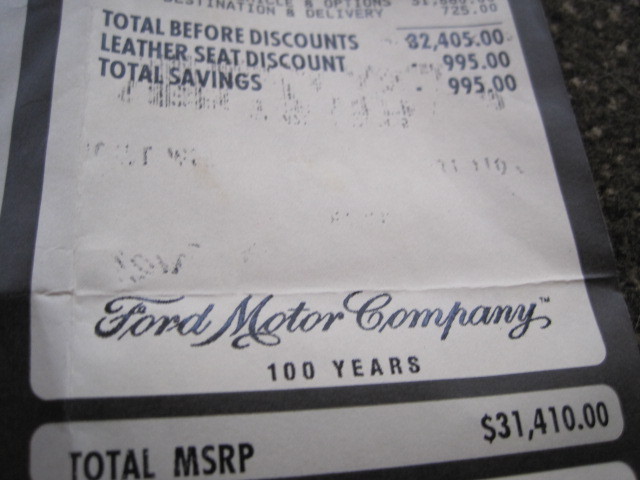 DESTINATION & DELIVERY 725.00
TOTAL BEFORE DISCOUNTS 32,405.00
LEATHER SEAT DISCOUNT 995.00
TOTAL SAVINGS 995.00
Ford Motor Company™
100 YEARS
TOTAL MSRP $31,410.00